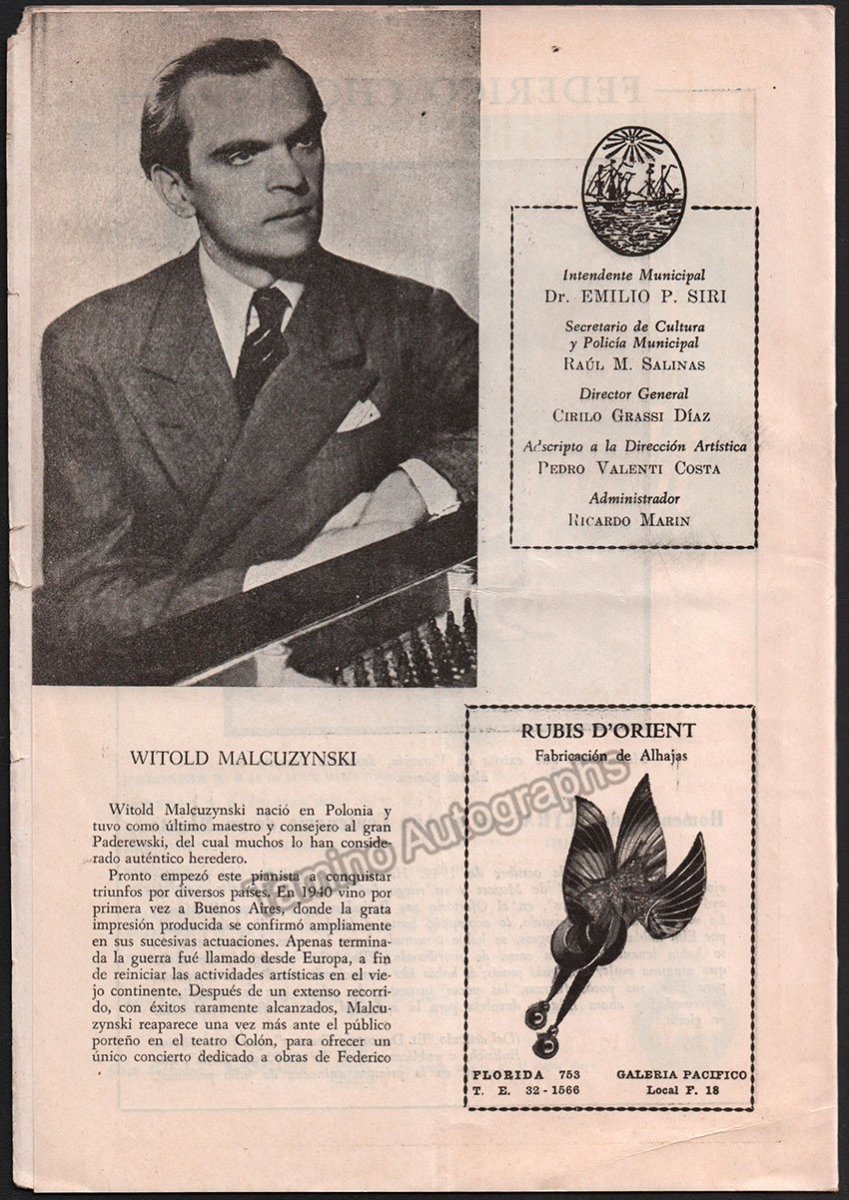 Intendente Municipal
Dr. EMILIO P. SIRI
Secretario de Cultura
y Policía Municipal
RAÚL M. SALINAS
Director General
CIRILO GRASSI DÍAZ
Adscripto a la Dirección Artística
PEDRO VALENTI COSTA
Administrador
RICARDO MARIN
WITOLD MALCUZYNSKI
Witold Malcuzynski nació en Polonia y
tuvo como último maestro y consejero al gran
Paderewski, del cual muchos lo han conside-
rado auténtico heredero.
Pronto empezó este pianista a conquistar
triunfos por diversos países. En 1940 vino por
primera vez a Buenos Aires, donde la grata
impresión producida se confirmó ampliamente
en sus sucesivas actuaciones. Apenas termina-
da la guerra fué llamado desde Europa, a fin
de reiniciar las actividades artísticas en el vie-
jo continente. Después de un extenso recorri-
do, con éxitos raramente alcanzados, Malcu-
zynski reaparece una vez más ante el público
porteño en el teatro Colón, para ofrecer un
único concierto dedicado a obras de Federico
RUBIS D'ORIENT
Fabricación de Alhajas
FLORIDA 753
T. E. 32-1566
GALERIA PACIFICO
Local F. 18
Tamino Autographs